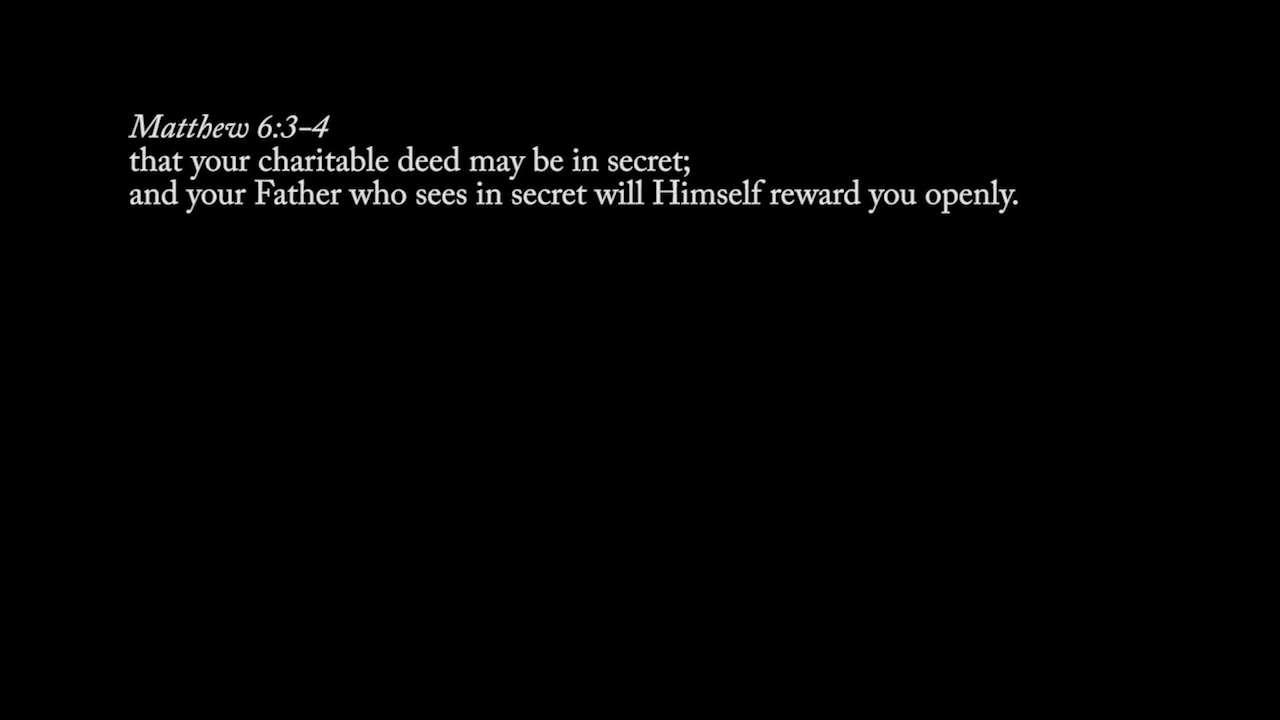 Matthew 6:3-4
that your charitable deed may be in secret;
and your Father who sees in secret will Himself reward you openly.